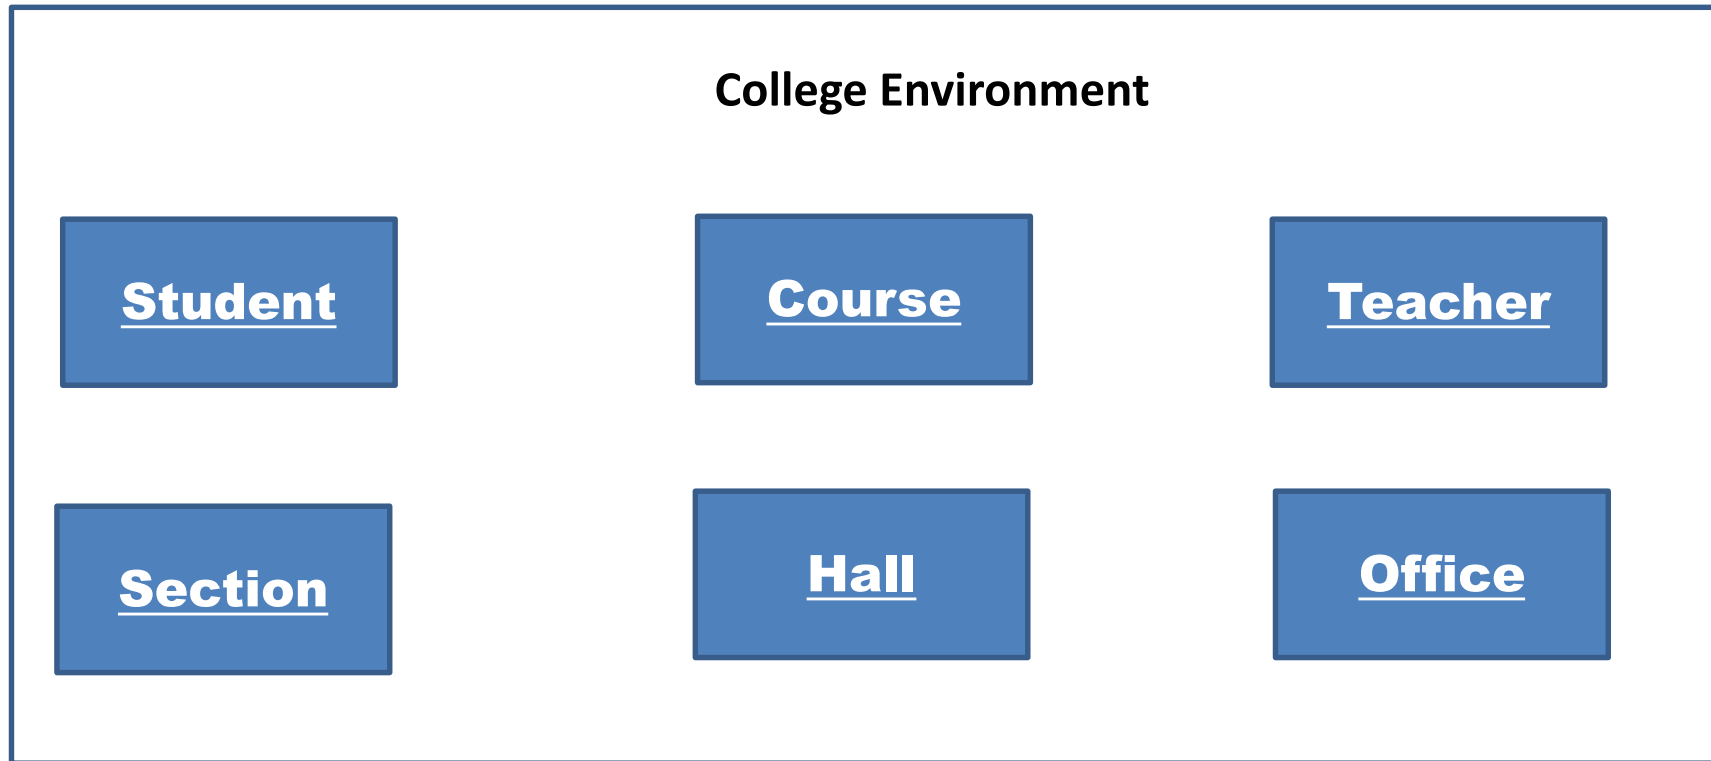 College Environment
Student
Course
Teacher
Section
Hall
Office